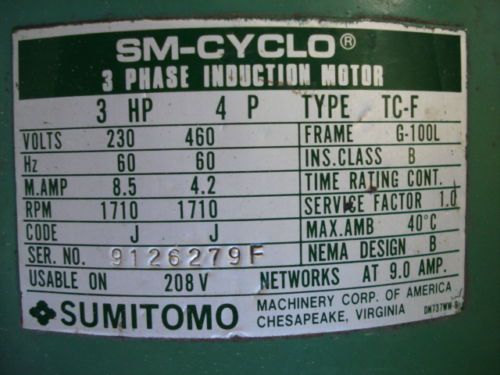 SM-CYCLO®
3 PHASE INDUCTION MOTOR
3 HP 4 P TYPE TC-F
VOLTS 230 460 FRAME G-100L
Hz 60 60 INS.CLASS B
M.AMP 8.5 4.2 TIME RATING CONT.
RPM 1710 1710 SERVICE FACTOR 1.0
CODE J J MAX.AMB 40°C
SER. NO. 9126279F NEMA DESIGN B
USABLE ON 208V NETWORKS AT 9.0 AMP.
SUMITOMO MACHINERY CORP. OF AMERICA
CHESAPEAKE, VIRGINIA